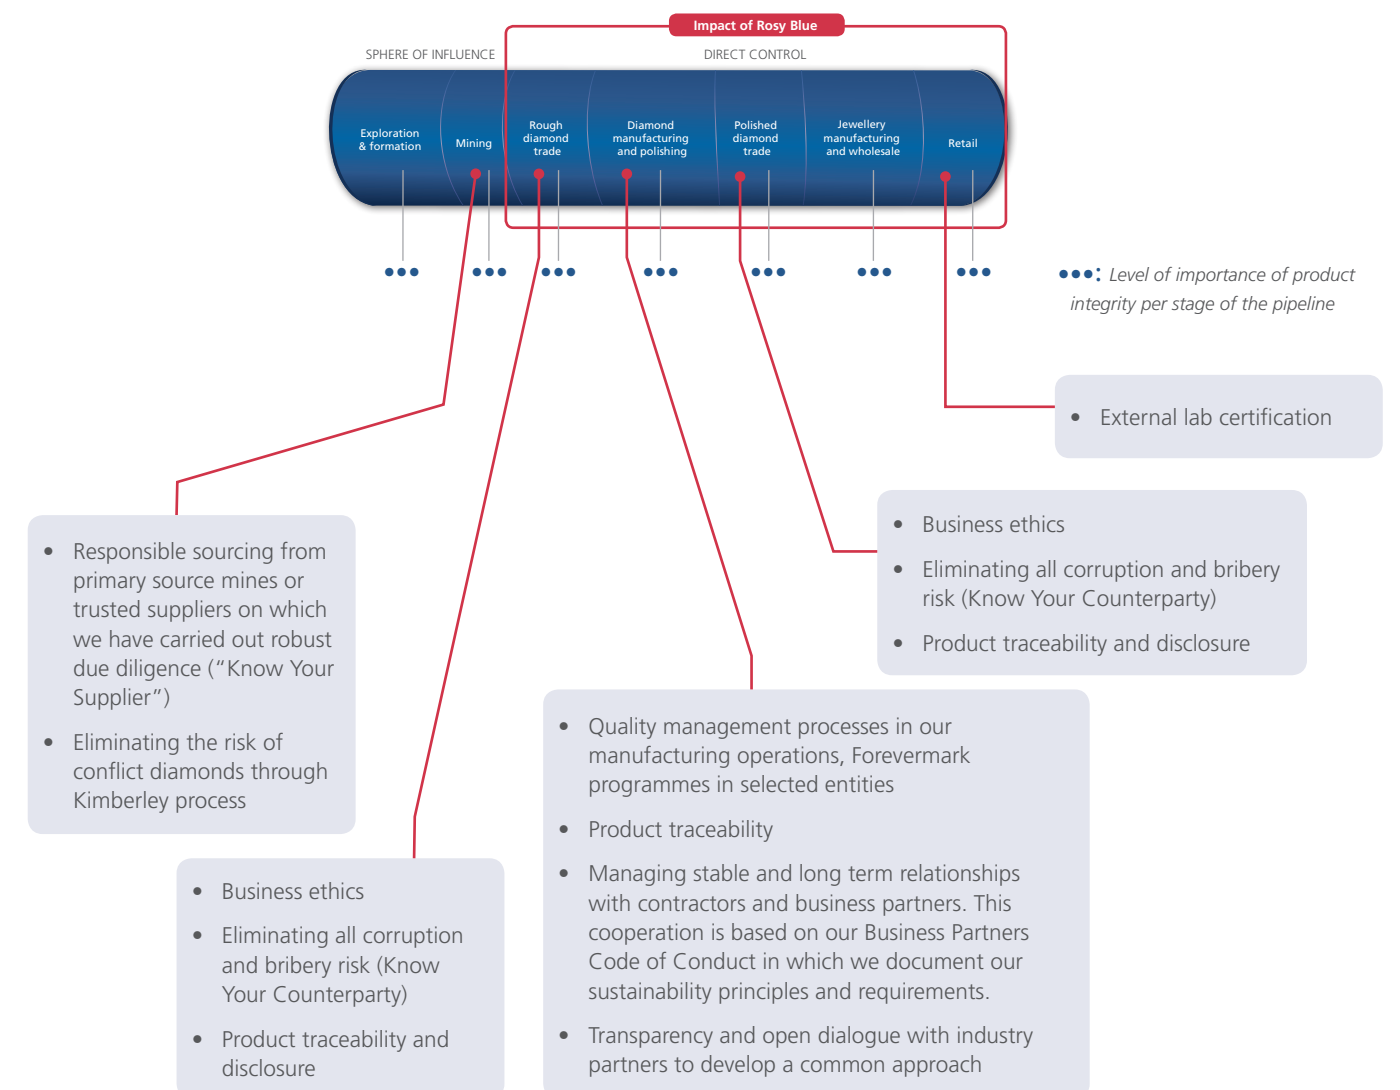 Impact of Rosy Blue
SPHERE OF INFLUENCE
DIRECT CONTROL
Exploration
& formation
Mining
Rough
diamond
trade
Diamond
manufacturing
and polishing
Polished
diamond
trade
Jewellery
manufacturing
and wholesale
Retail
●●●: Level of importance of product
integrity per stage of the pipeline
• External lab certification
• Business ethics
• Eliminating all corruption and bribery
risk (Know Your Counterparty)
• Product traceability and disclosure
• Responsible sourcing from
primary source mines or
trusted suppliers on which
we have carried out robust
due diligence (“Know Your
Supplier”)
• Eliminating the risk of
conflict diamonds through
Kimberley process
• Quality management processes in our
manufacturing operations, Forevermark
programmes in selected entities
• Product traceability
• Managing stable and long term relationships
with contractors and business partners. This
cooperation is based on our Business Partners
Code of Conduct in which we document our
sustainability principles and requirements.
• Transparency and open dialogue with industry
partners to develop a common approach
• Business ethics
• Eliminating all corruption
and bribery risk (Know
Your Counterparty)
• Product traceability and
disclosure